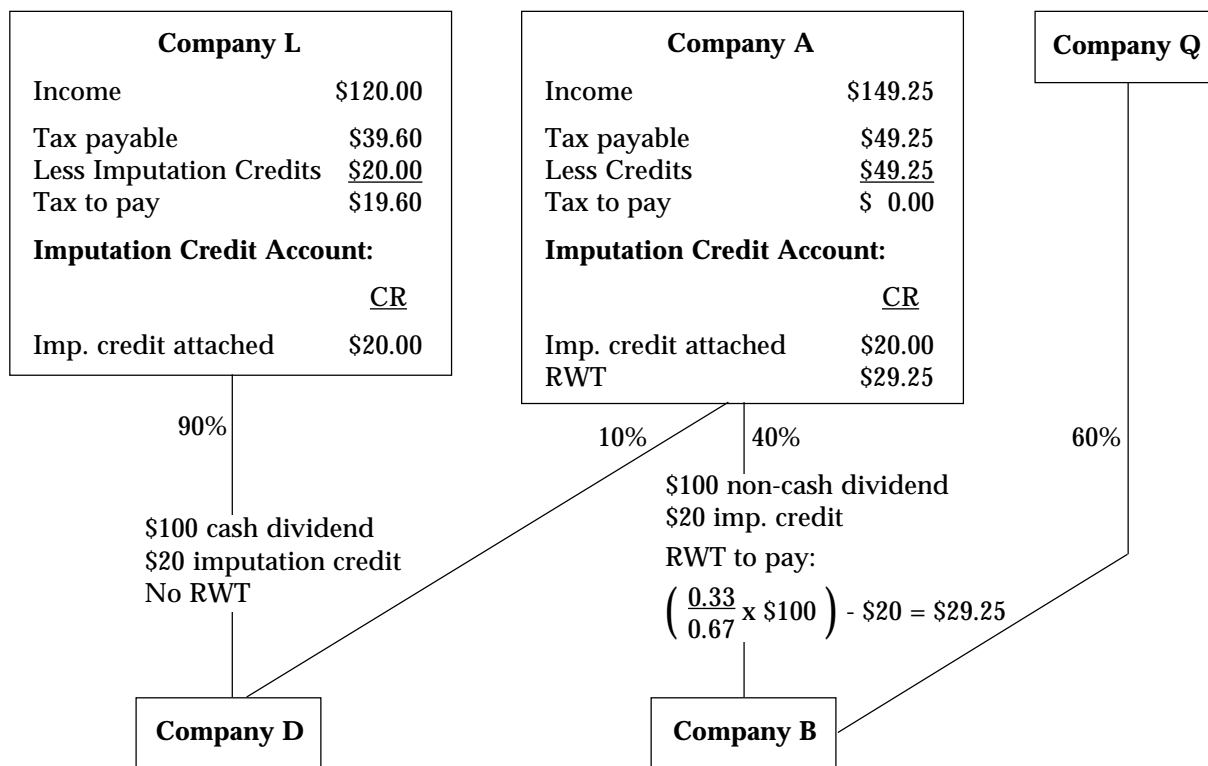 Company L
Income $120.00
Tax payable $39.60
Less Imputation Credits $20.00
Tax to pay $19.60
Imputation Credit Account:
CR
Imp. credit attached $20.00
Company A
Income $149.25
Tax payable $49.25
Less Credits $49.25
Tax to pay $ 0.00
Imputation Credit Account:
CR
Imp. credit attached $20.00
RWT $29.25
Company Q
90%
10%
40%
60%
$100 cash dividend
$20 imputation credit
No RWT
$100 non-cash dividend
$20 imp. credit
RWT to pay:
( 0.33/0.67 x $100 ) - $20 = $29.25
Company D
Company B